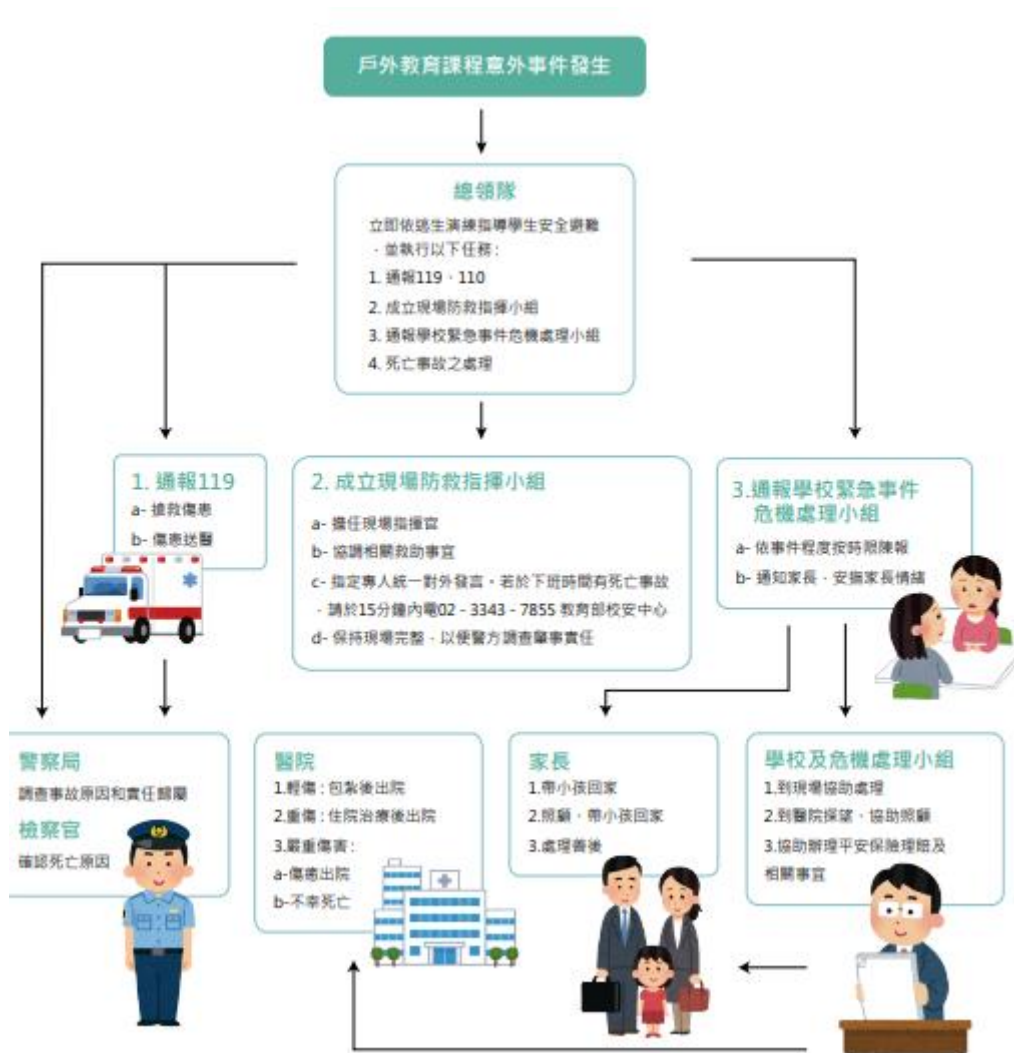 戶外教育課程意外事件發生
總領隊
立即依逃生演練指導學生安全避難
，並執行以下任務：
1. 通報119、110
2. 成立現場防救指揮小組
3. 通報學校緊急事件危機處理小組
4. 死亡事故之處理
1. 通報119
a- 搶救傷患
b- 傷患送醫
2. 成立現場防救指揮小組
a- 擔任現場指揮官
b- 協調相關救助事宜
c- 指定專人統一對外發言。若於下班時間有死亡事故
，請於15分鐘內電02 - 3343 - 7855 教育部校安中心
d- 保持現場完整，以便警方調查肇事責任
3.通報學校緊急事件
危機處理小組
a- 依事件程度按時限陳報
b- 通知家長、安撫家長情緒
警察局
調查事故原因和責任歸屬
檢察官
確認死亡原因
醫院
1.輕傷：包紮後出院
2.重傷：住院治療後出院
3.嚴重傷害：
a-傷癒出院
b-不幸死亡
家長
1.帶小孩回家
2.照顧、帶小孩回家
3.處理善後
學校及危機處理小組
1.到現場協助處理
2.到醫院探望、協助照顧
3.協助辦理平安保險理賠及
相關事宜